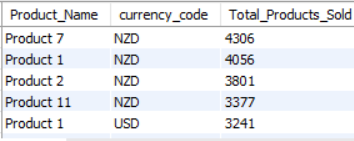 Product_Name currency_code Total_Products_Sold
Product 7 NZD 4306
Product 1 NZD 4056
Product 2 NZD 3801
Product 11 NZD 3377
Product 1 USD 3241